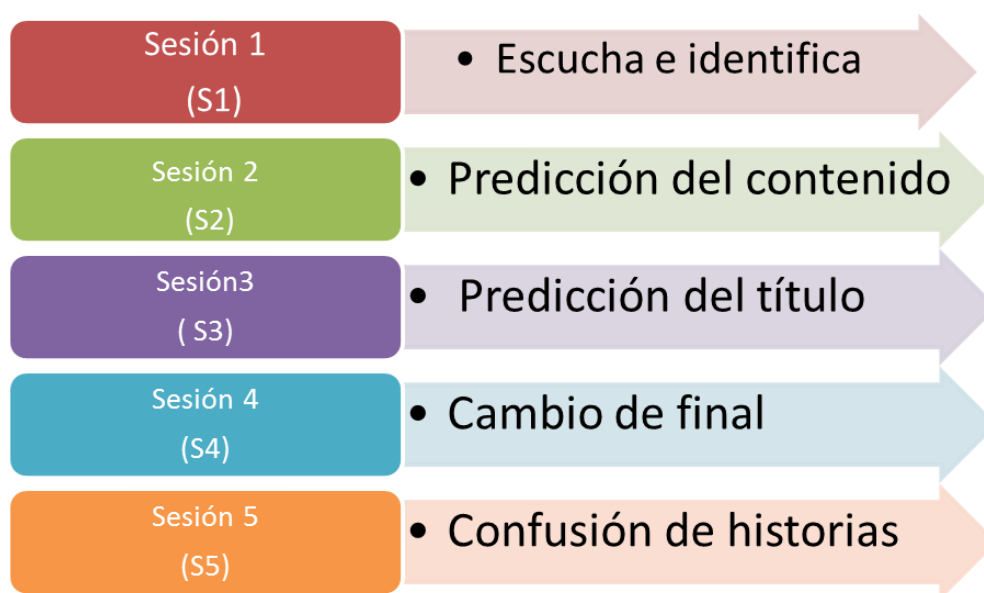 Sesión 1
(S1)
• Escucha e identifica
Sesión 2
(S2)
• Predicción del contenido
Sesión3
( S3)
• Predicción del título
Sesión 4
(S4)
• Cambio de final
Sesión 5
(S5)
• Confusión de historias